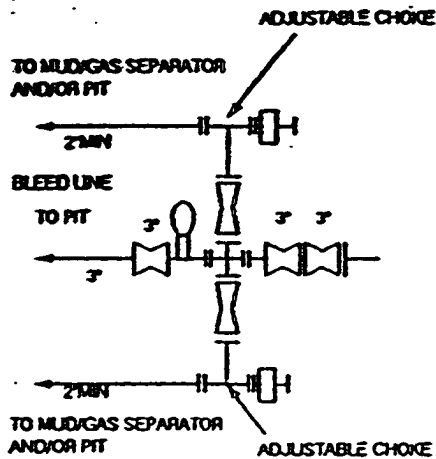 ADJUSTABLE CHOKE
TO MUD/GAS SEPARATOR
AND/OR PIT
2" MIN
BLEED LINE
TO PIT
3"
3" 3"
3"
2" MIN
TO MUD/GAS SEPARATOR
AND/OR PIT
ADJUSTABLE CHOKE